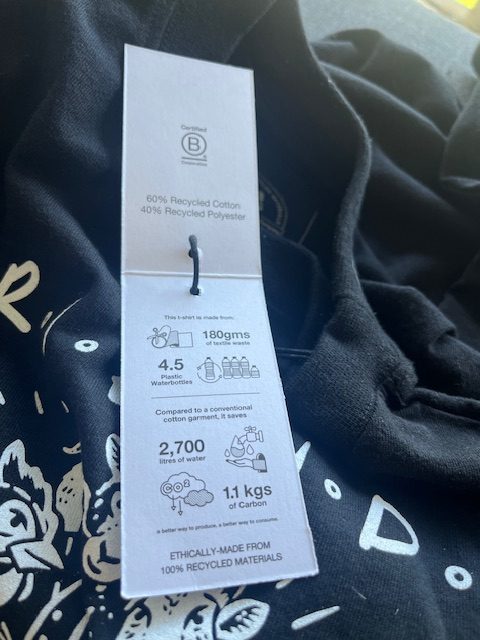 Certified
B
Corporation
60% Recycled Cotton
40% Recycled Polyester
This t-shirt is made from:
180gms
of textile waste
4.5
Plastic
Waterbottles
Compared to a conventional
cotton garment, it saves
2,700
litres of water
CO2
1.1 kgs
of Carbon
a better way to produce, a better way to consume.
ETHICALLY-MADE FROM
100% RECYCLED MATERIALS
R
D